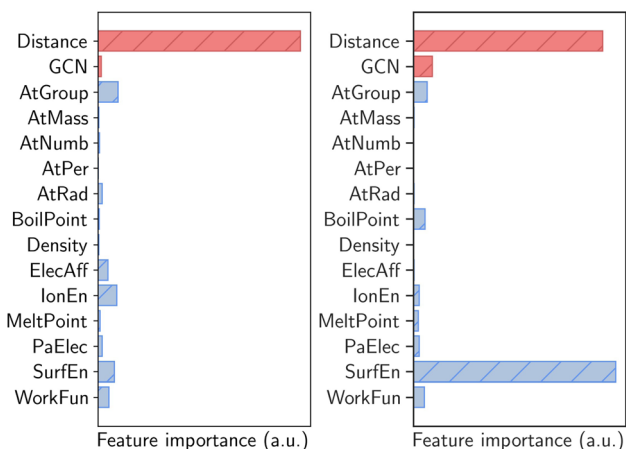 Distance
GCN
AtGroup
AtMass
AtNumb
AtPer
AtRad
BoilPoint
Density
ElecAff
IonEn
MeltPoint
PaElec
SurfEn
WorkFun
Feature importance (a.u.)
Distance
GCN
AtGroup
AtMass
AtNumb
AtPer
AtRad
BoilPoint
Density
ElecAff
IonEn
MeltPoint
PaElec
SurfEn
WorkFun
Feature importance (a.u.)